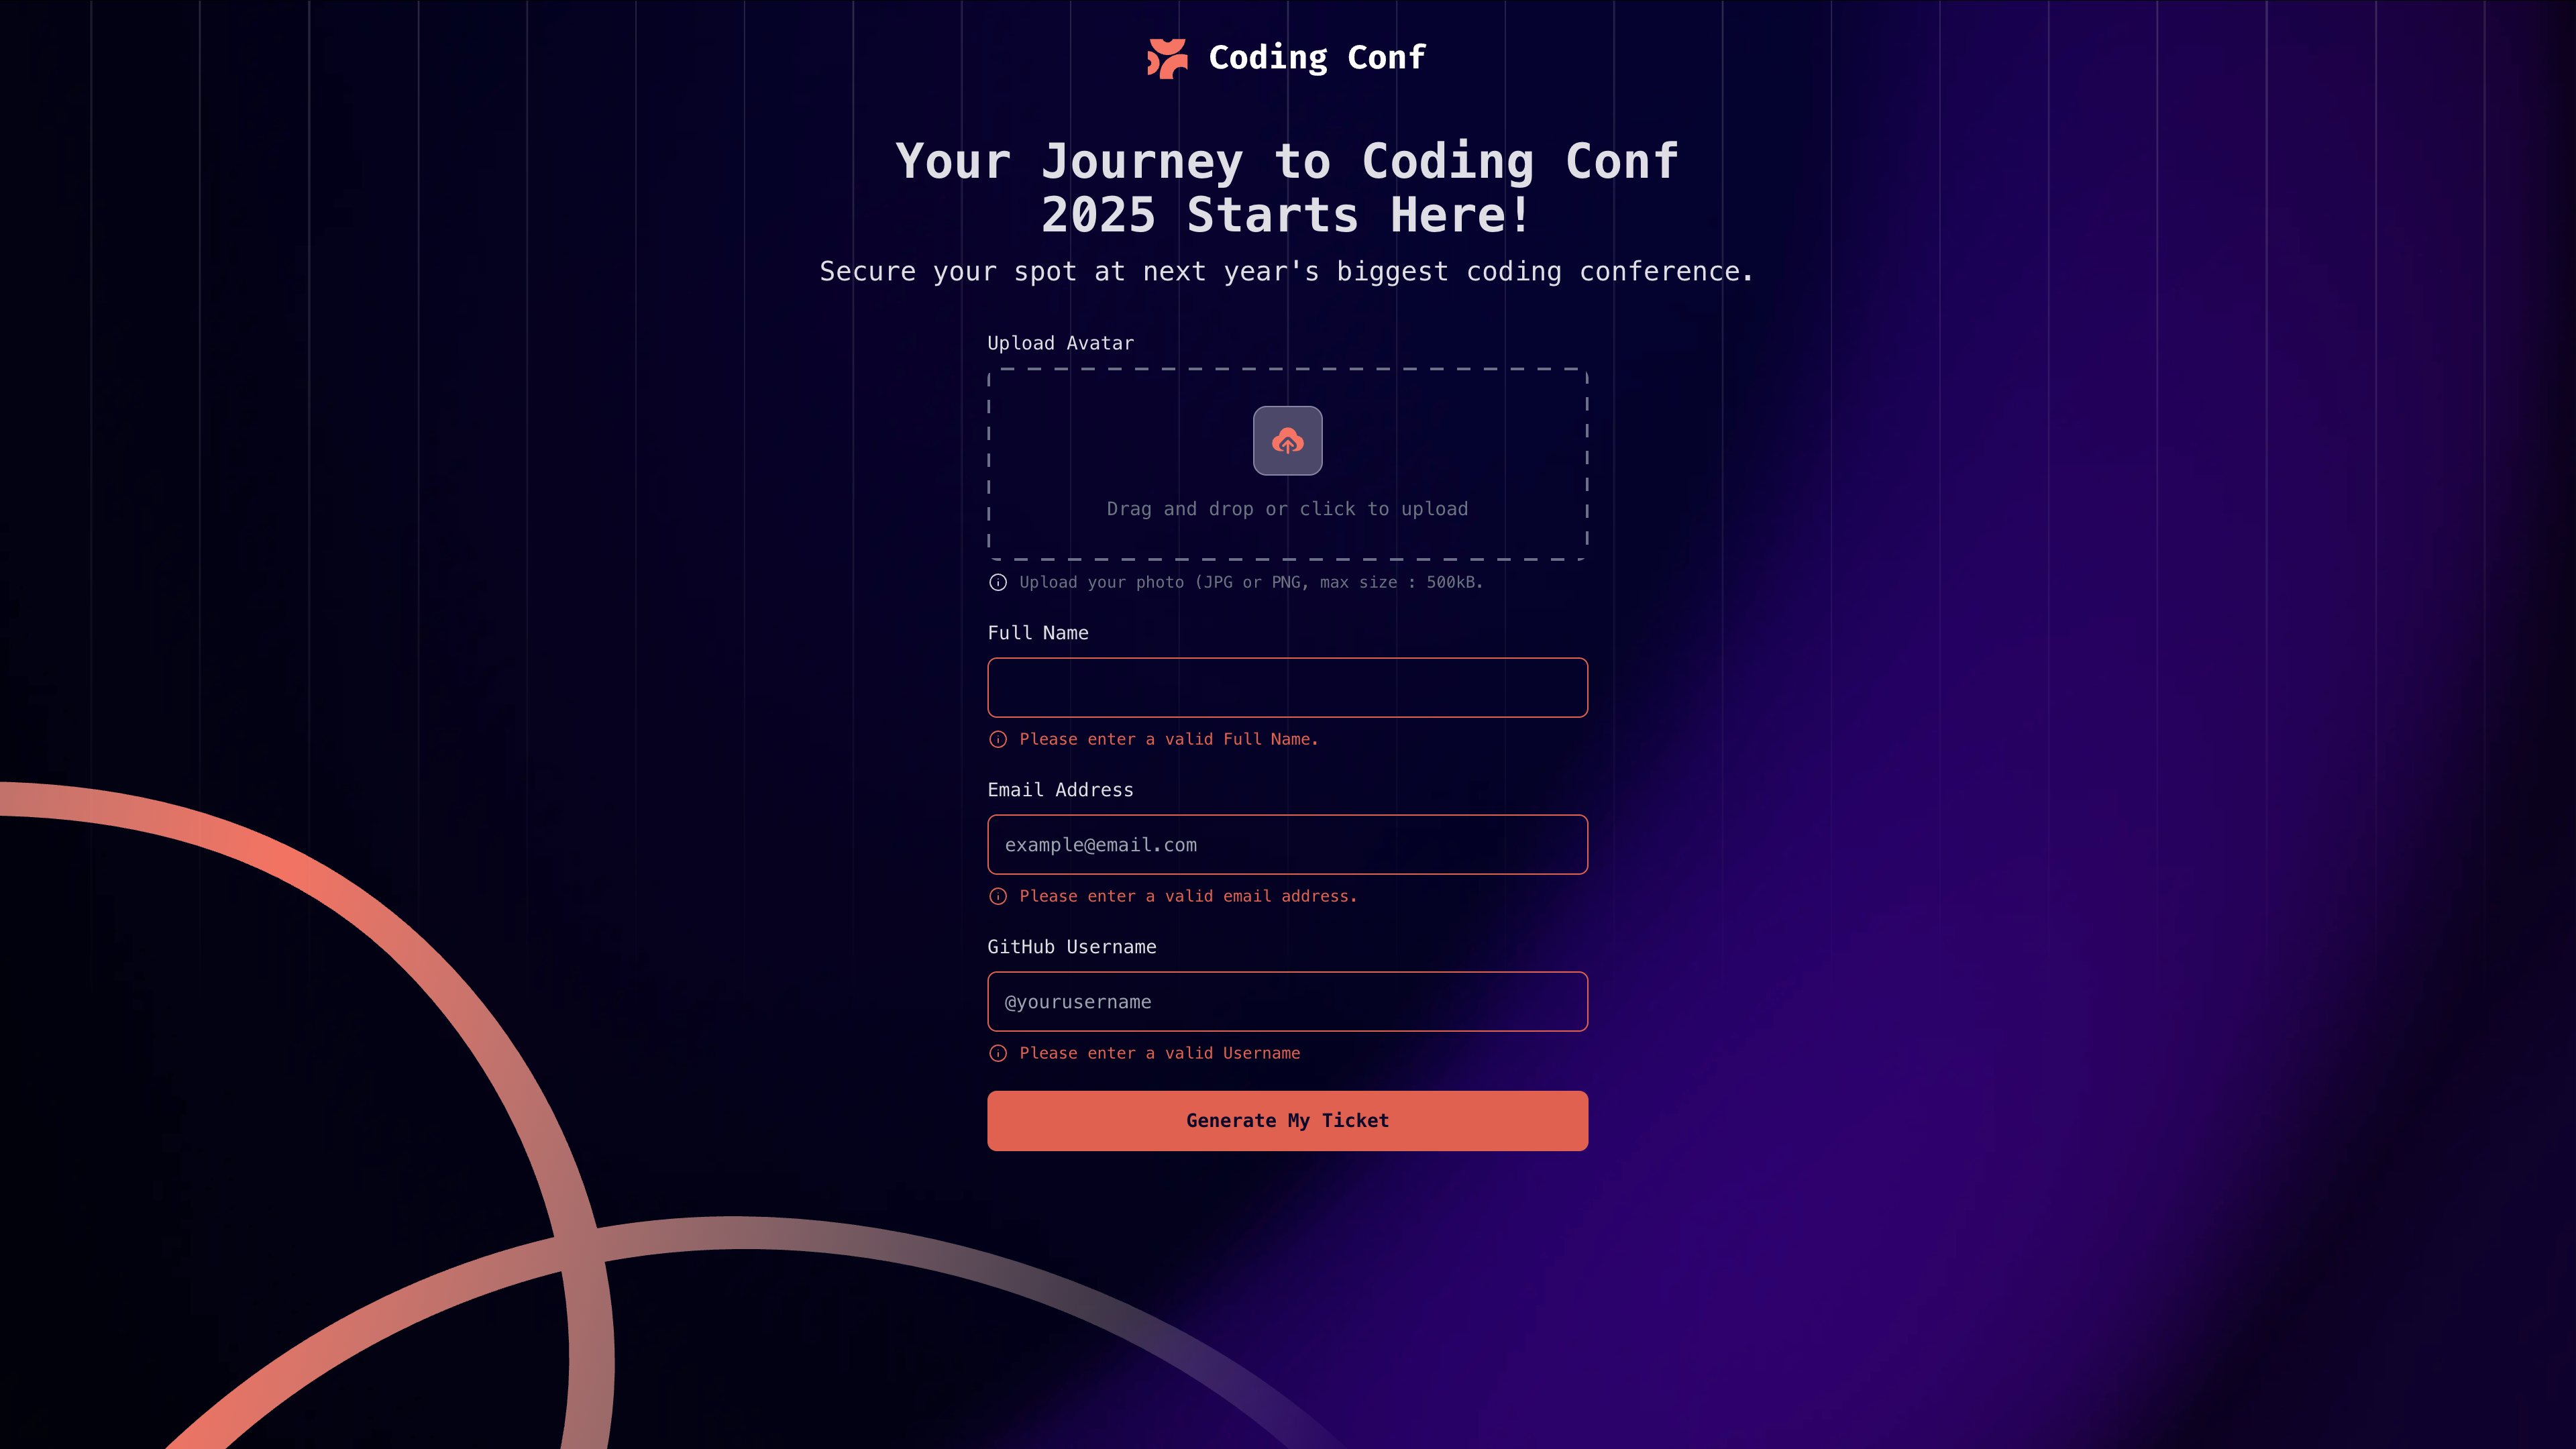 Coding Conf
Your Journey to Coding Conf
2025 Starts Here!
Secure your spot at next year's biggest coding conference.
Upload Avatar
Drag and drop or click to upload
Upload your photo (JPG or PNG, max size : 500kB.
Full Name
Please enter a valid Full Name.
Email Address
example@email.com
Please enter a valid email address.
GitHub Username
@yourusername
Please enter a valid Username
Generate My Ticket